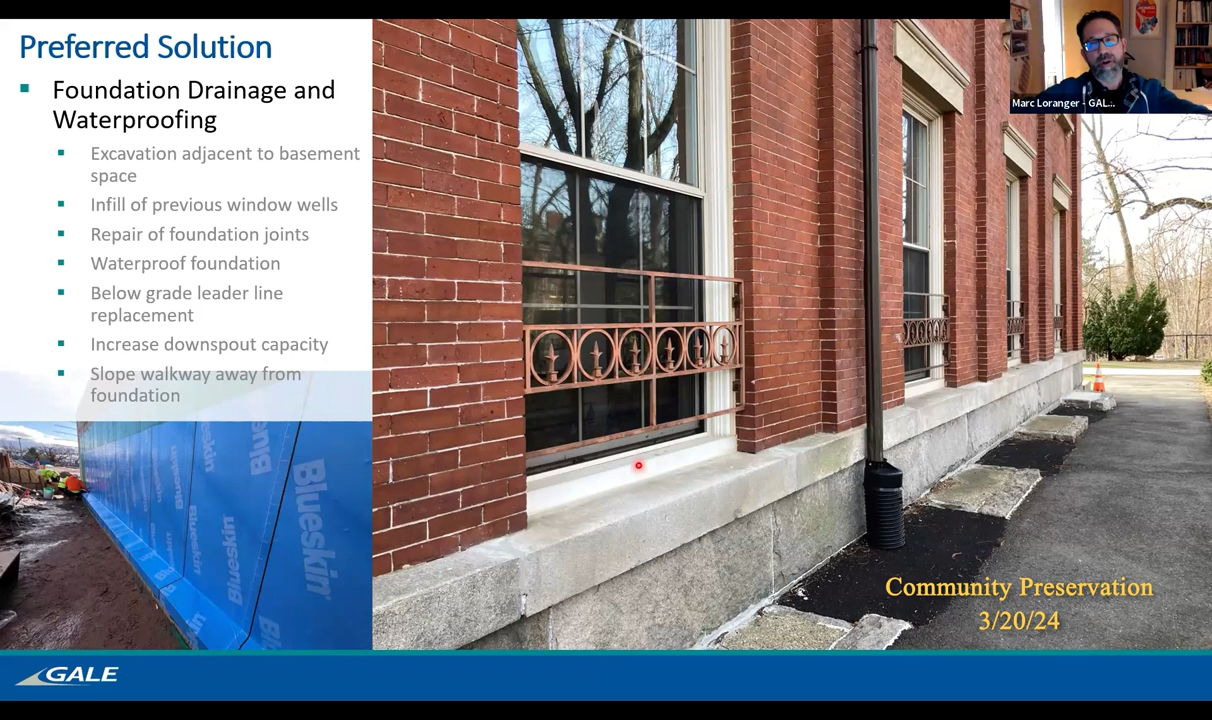 Preferred Solution
Foundation Drainage and
Waterproofing
Excavation adjacent to basement
space
Infill of previous window wells
Repair of foundation joints
Waterproof foundation
Below grade leader line
replacement
Increase downspout capacity
Slope walkway away from
foundation
Marc Loranger - GAL...
Blueskin
Blueskin
Blueskin
Blueskin
Blueskin
Community Preservation
3/20/24
GALE